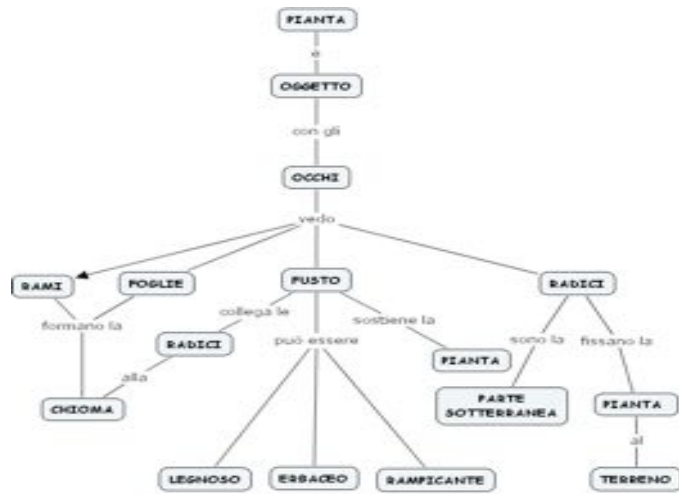 PIANTA
è
OGGETTO
con gli
OCCHI
vedo
RAMI
FOGLIE
FUSTO
RADICI
formano la
collega le
sostiene la
RADICI
può essere
sono la
fissano la
PIANTA
alla
CHIOMA
PARTE
SOTTERRANEA
PIANTA
al
LEGNOSO
ERBACEO
RAMPICANTE
TERRENO